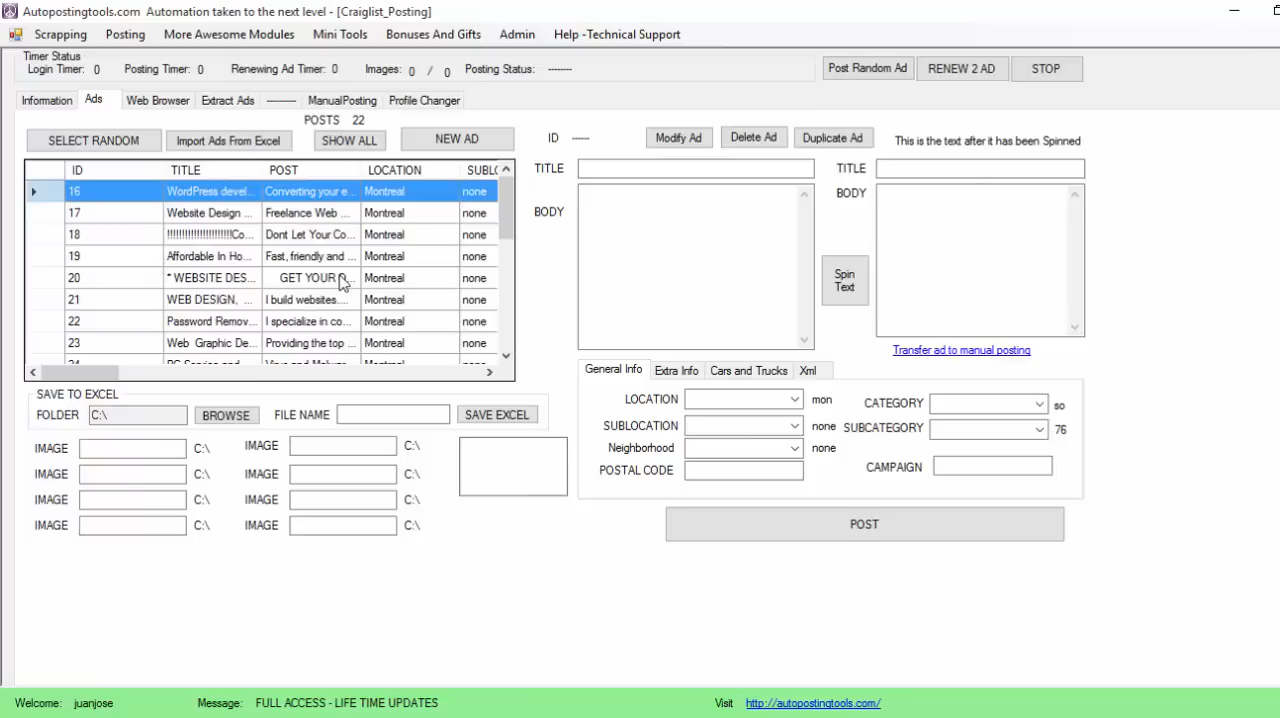 Autopostingtools.com  Automation taken to the next level - [Craiglist_Posting]
Scrapping Posting More Awesome Modules Mini Tools Bonuses And Gifts Admin Help -Technical Support
Timer Status
Login Timer: 0 Posting Timer: 0 Renewing Ad Timer: 0 Images: 0 / 0 Posting Status: -------- Post Random Ad RENEW 2 AD STOP
Information Ads Web Browser Extract Ads ---------- ManualPosting Profile Changer
POSTS 22
SELECT RANDOM Import Ads From Excel SHOW ALL NEW AD ID ------ Modify Ad Delete Ad Duplicate Ad This is the text after it has been Spinned
ID TITLE POST LOCATION SUBLO TITLE TITLE
16 WordPress devel... Converting your e... Montreal none BODY
17 Website Design ... Freelance Web ... Montreal none BODY
18 !!!!!!!!!!!!!!!!!!!!!!Co... Dont Let Your Co... Montreal none
19 Affordable In Ho... Fast, friendly and ... Montreal none
20 * WEBSITE DES... GET YOUR ... Montreal none Spin
21 WEB DESIGN, ... I build websites.... Montreal none Text
22 Password Remov... I specialize in co... Montreal none
23 Web Graphic De... Providing the top ... Montreal none Transfer ad to manual posting
General Info Extra Info Cars and Trucks Xml
SAVE TO EXCEL LOCATION mon CATEGORY so
FOLDER C:\ BROWSE FILE NAME SAVE EXCEL SUBLOCATION none SUBCATEGORY 76
IMAGE C:\ IMAGE C:\ Neighborhood none
IMAGE C:\ IMAGE C:\ POSTAL CODE CAMPAIGN
IMAGE C:\ IMAGE C:\
IMAGE C:\ IMAGE C:\ POST
Welcome: juanjose Message: FULL ACCESS - LIFE TIME UPDATES Visit http://autopostingtools.com/